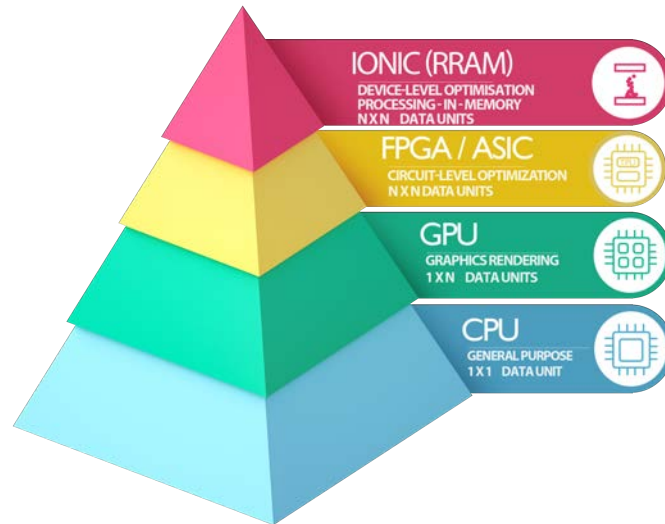 IONIC (RRAM)
DEVICE-LEVEL OPTIMISATION
PROCESSING - IN - MEMORY
N X N DATA UNITS
FPGA / ASIC
CIRCUIT-LEVEL OPTIMIZATION
N X N DATA UNITS
CPU
GPU
GRAPHICS RENDERING
1 X N DATA UNITS
CPU
GENERAL PURPOSE
1 X 1 DATA UNIT